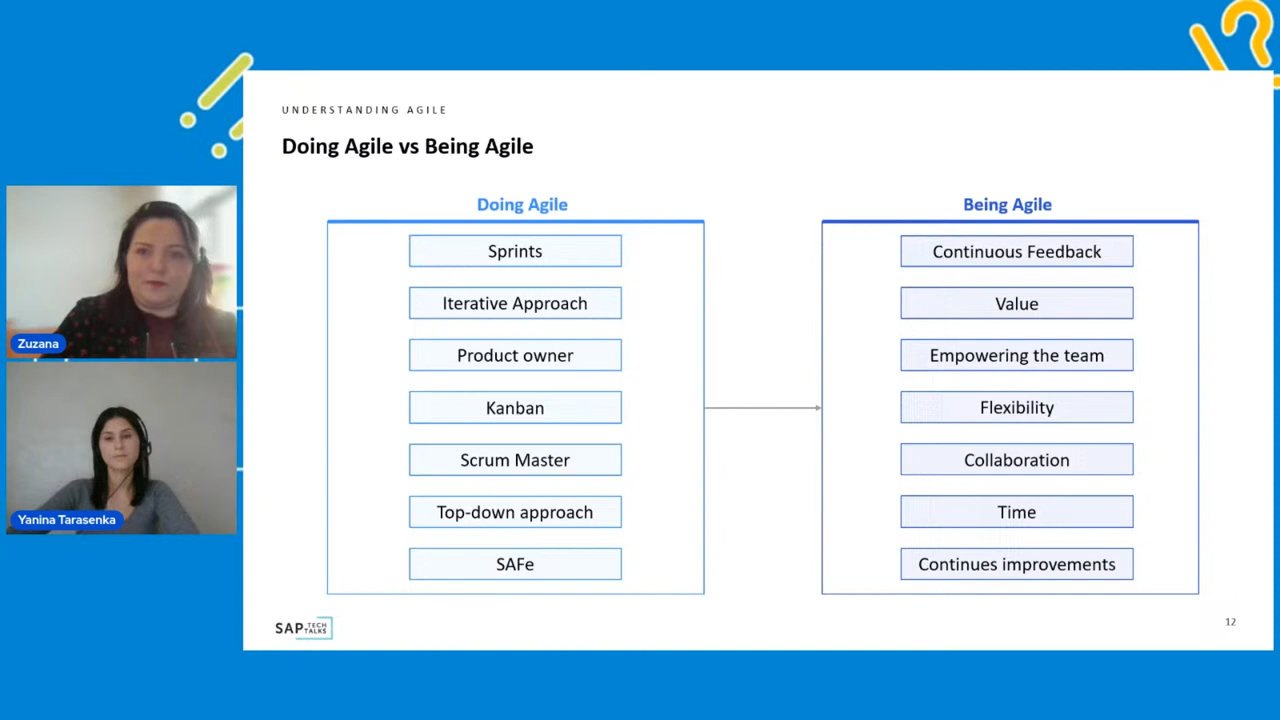 UNDERSTANDING AGILE
Doing Agile vs Being Agile
Doing Agile
Sprints
Iterative Approach
Product owner
Kanban
Scrum Master
Top-down approach
SAFe
Being Agile
Continuous Feedback
Value
Empowering the team
Flexibility
Collaboration
Time
Continues improvements
Zuzana
Yanina Tarasenka
SAP TECH
TALKS
12